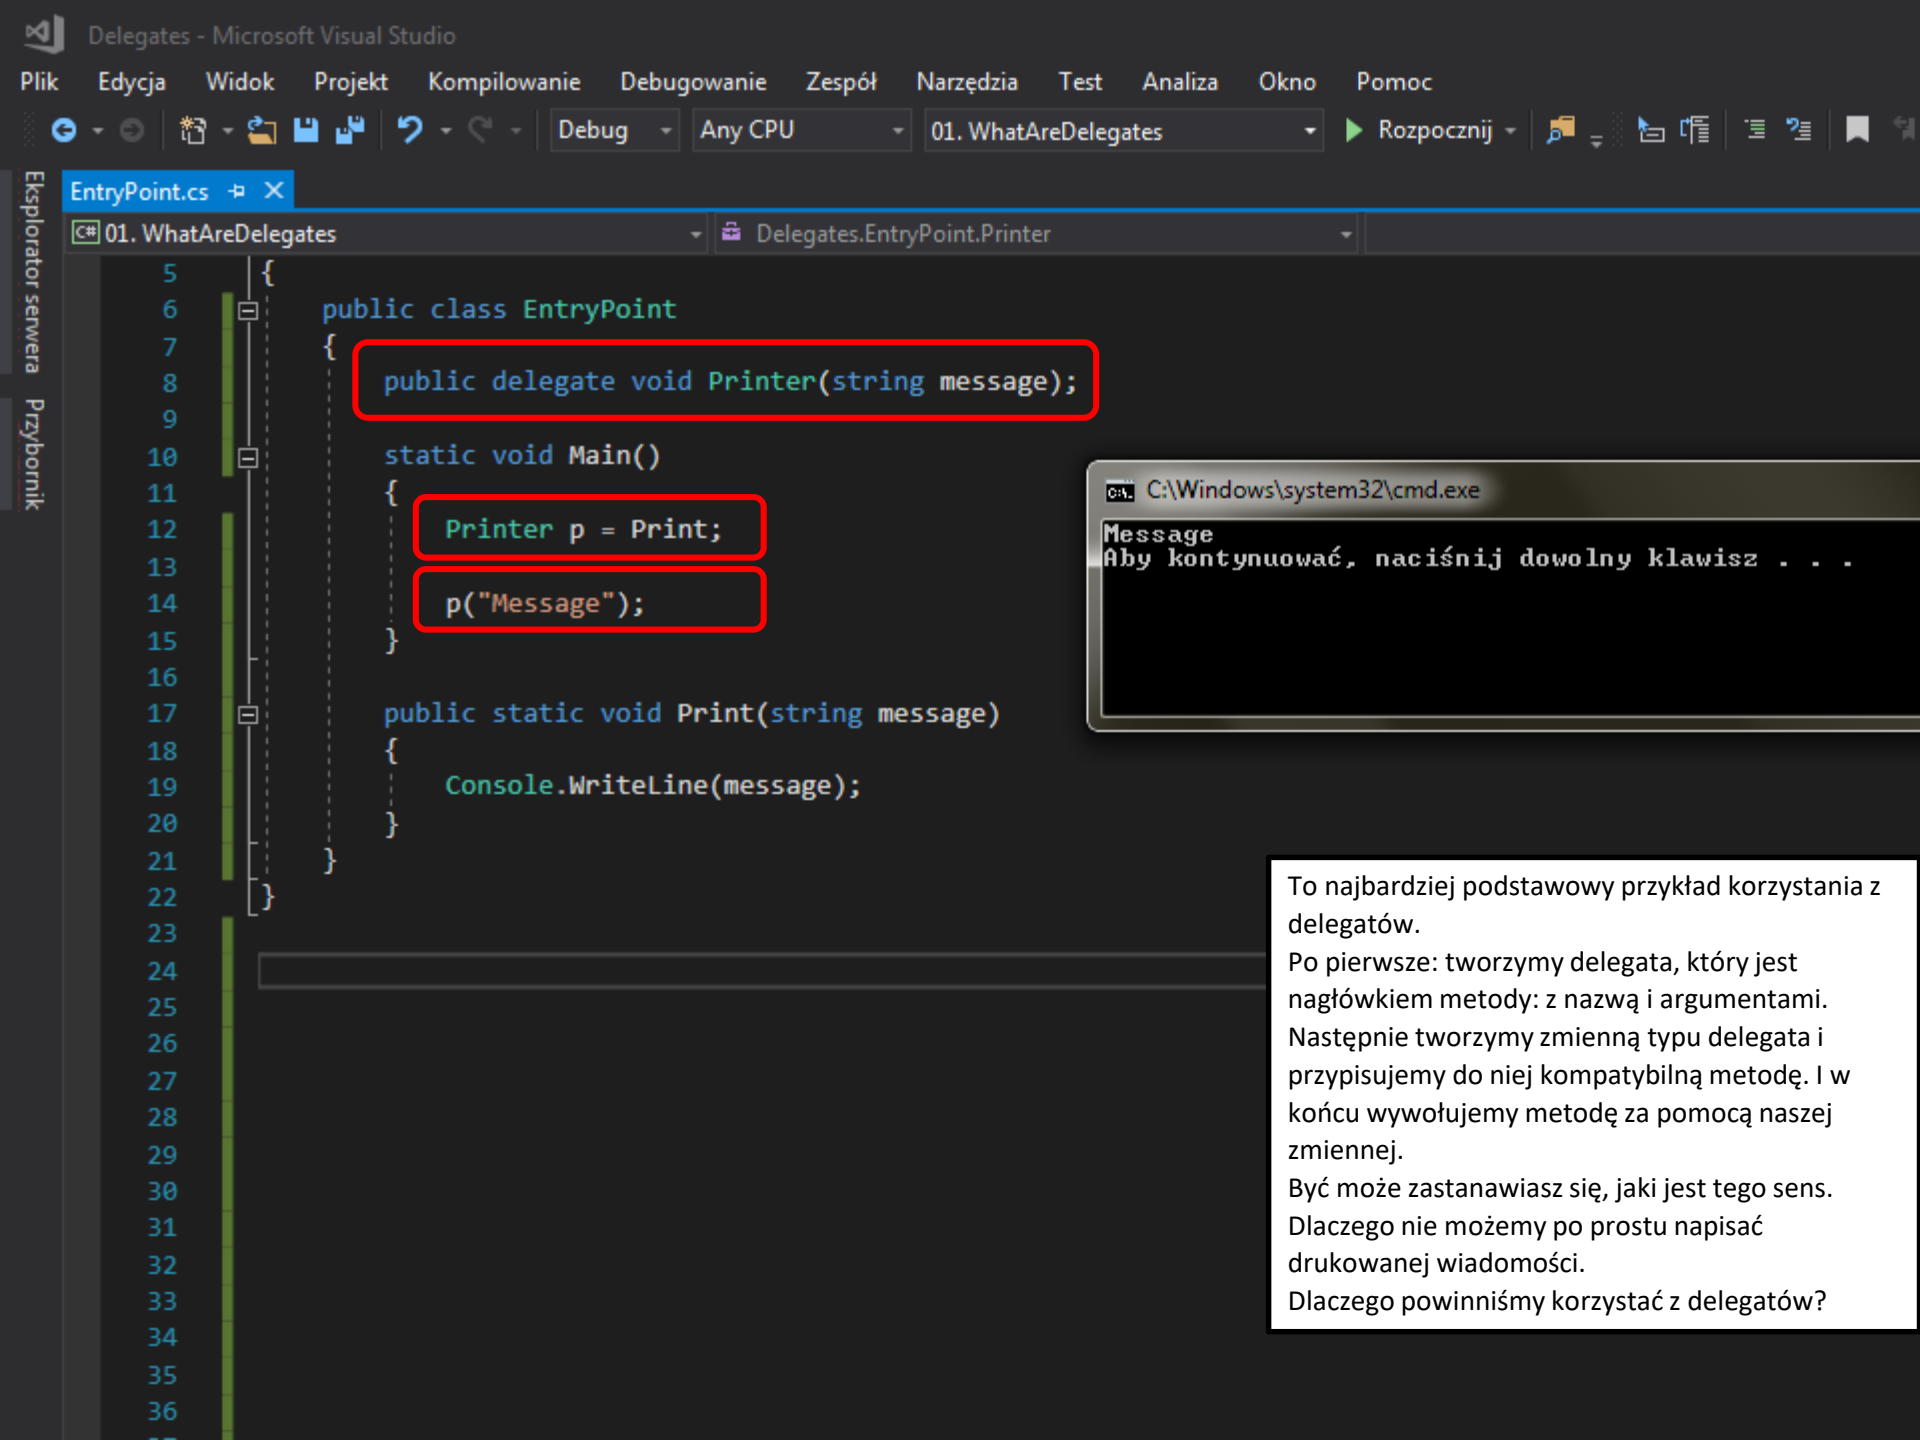 Delegates - Microsoft Visual Studio
Plik Edycja Widok Projekt Kompilowanie Debugowanie Zespół Narzędzia Test Analiza Okno Pomoc
Debug Any CPU 01. WhatAreDelegates Rozpocznij
Eksplorator serwera
Przybornik
EntryPoint.cs
C# 01. WhatAreDelegates Delegates.EntryPoint.Printer
5 {
6 public class EntryPoint
7 {
8 public delegate void Printer(string message);
9
10 static void Main()
11 {
12 Printer p = Print;
13
14 p("Message");
15 }
16
17 public static void Print(string message)
18 {
19 Console.WriteLine(message);
20 }
21 }
22 }
23
24
25
26
27
28
29
30
31
32
33
34
35
36
C:\Windows\system32\cmd.exe
Message
Aby kontynuować, naciśnij dowolny klawisz . . .
To najbardziej podstawowy przykład korzystania z
delegatów.
Po pierwsze: tworzymy delegata, który jest
nagłówkiem metody: z nazwą i argumentami.
Następnie tworzymy zmienną typu delegata i
przypisujemy do niej kompatybilną metodę. I w
końcu wywołujemy metodę za pomocą naszej
zmiennej.
Być może zastanawiasz się, jaki jest tego sens.
Dlaczego nie możemy po prostu napisać
drukowanej wiadomości.
Dlaczego powinniśmy korzystać z delegatów?